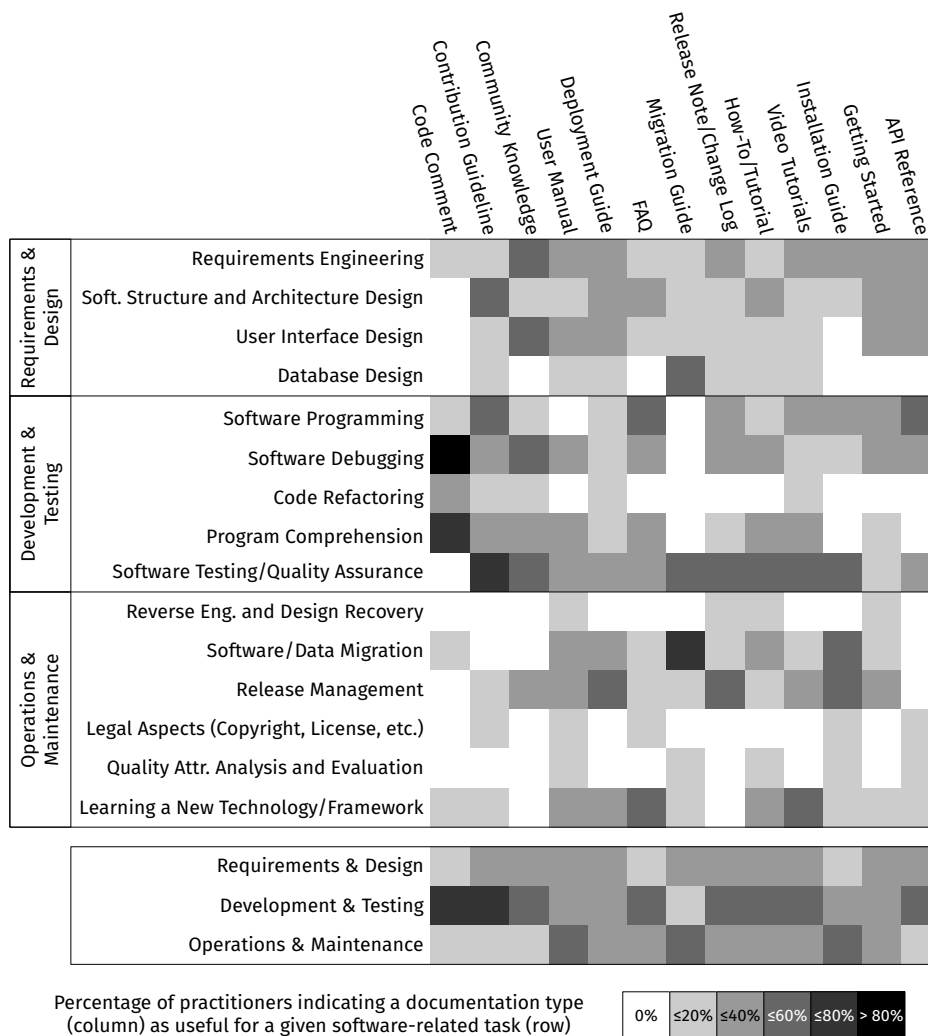 Code Comment
Contribution Guideline
Community Knowledge
User Manual
Deployment Guide
FAQ
Migration Guide
Release Note/Change Log
How-To/Tutorial
Video Tutorials
Installation Guide
Getting Started
API Reference
Requirements &
Design
Requirements Engineering
Soft. Structure and Architecture Design
User Interface Design
Database Design
Development &
Testing
Software Programming
Software Debugging
Code Refactoring
Program Comprehension
Software Testing/Quality Assurance
Operations &
Maintenance
Reverse Eng. and Design Recovery
Software/Data Migration
Release Management
Legal Aspects (Copyright, License, etc.)
Quality Attr. Analysis and Evaluation
Learning a New Technology/Framework
Requirements & Design
Development & Testing
Operations & Maintenance
Percentage of practitioners indicating a documentation type
(column) as useful for a given software-related task (row)
0% ≤20% ≤40% ≤60% ≤80% > 80%